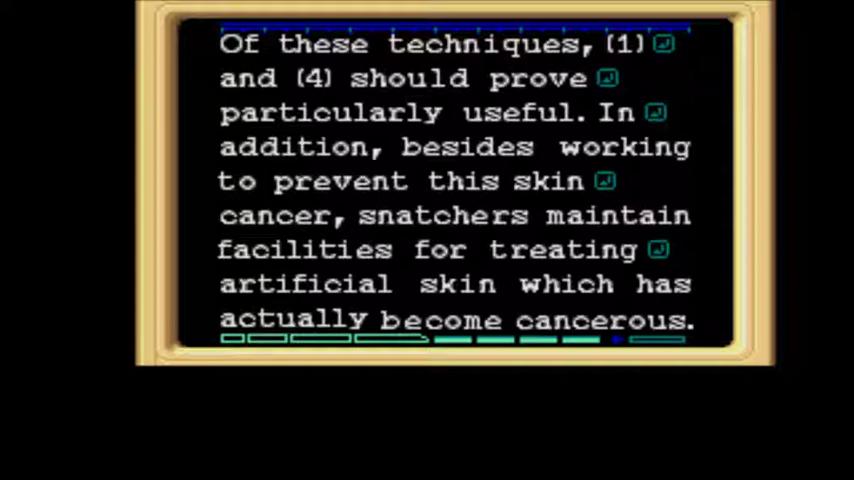 Of these techniques, (1)
and (4) should prove
particularly useful. In
addition, besides working
to prevent this skin
cancer, snatchers maintain
facilities for treating
artificial skin which has
actually become cancerous.